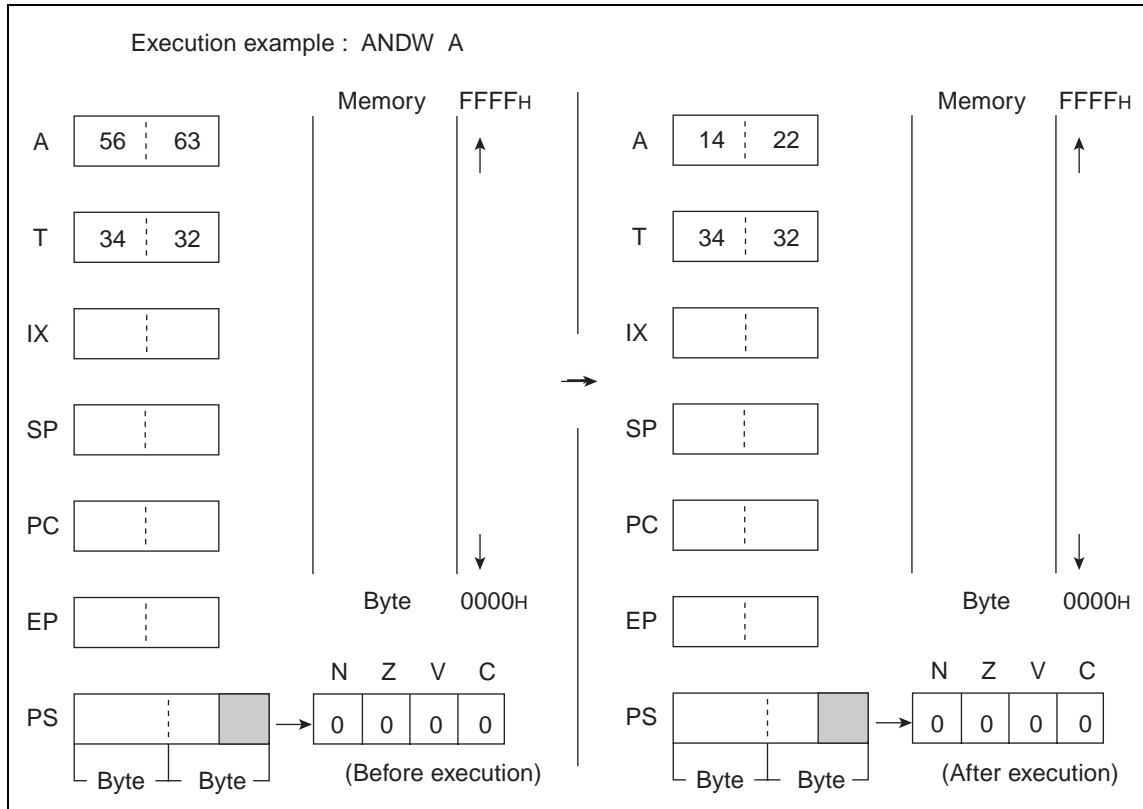 Execution example : ANDW A
Memory FFFFH
A 56 63
T 34 32
IX
SP
PC
EP
Byte 0000H
N Z V C
PS 0 0 0 0
Byte Byte
(Before execution)
Memory FFFFH
A 14 22
T 34 32
IX
SP
PC
EP
Byte 0000H
N Z V C
PS 0 0 0 0
Byte Byte
(After execution)